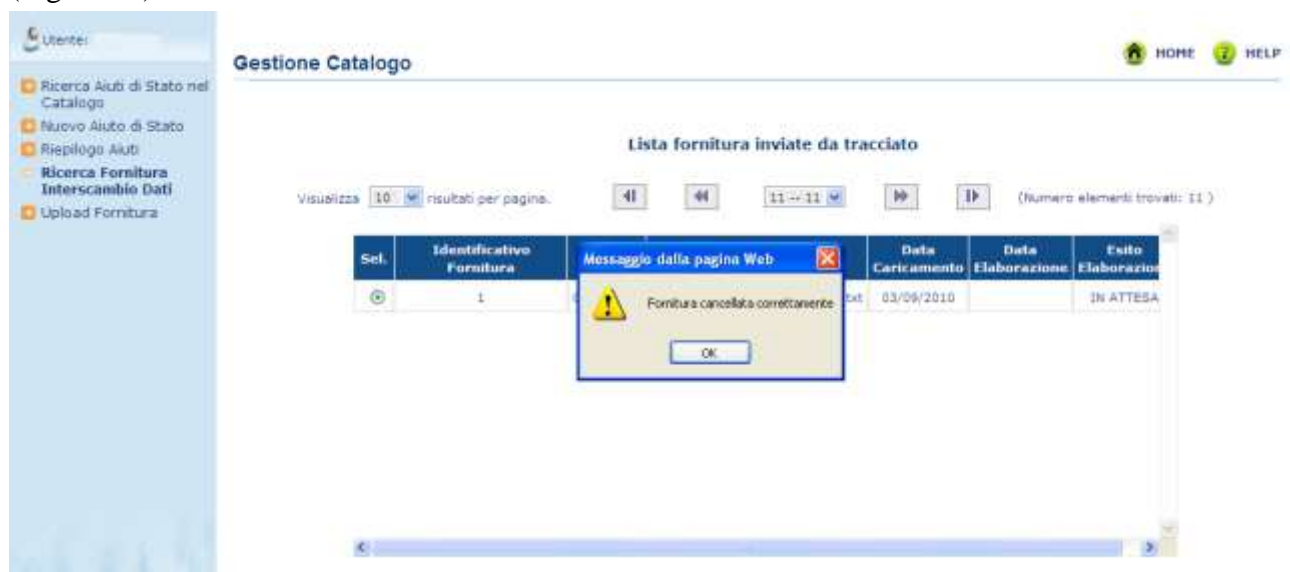 Utente:
HOME HELP
Gestione Catalogo
Ricerca Aiuti di Stato nel
Catalogo
Nuovo Aiuto di Stato
Riepilogo Aiuti
Ricerca Fornitura
Interscambio Dati
Upload Fornitura
Lista fornitura inviate da tracciato
Visualizza 10 risultati per pagina. 11 -- 11 (Numero elementi trovati: 11 )
Sel. Identificativo Fornitura Data Caricamento Data Elaborazione Esito Elaborazion
1 txt 03/09/2010 IN ATTESA
Messaggio dalla pagina Web
Fornitura cancellata correttamente
OK